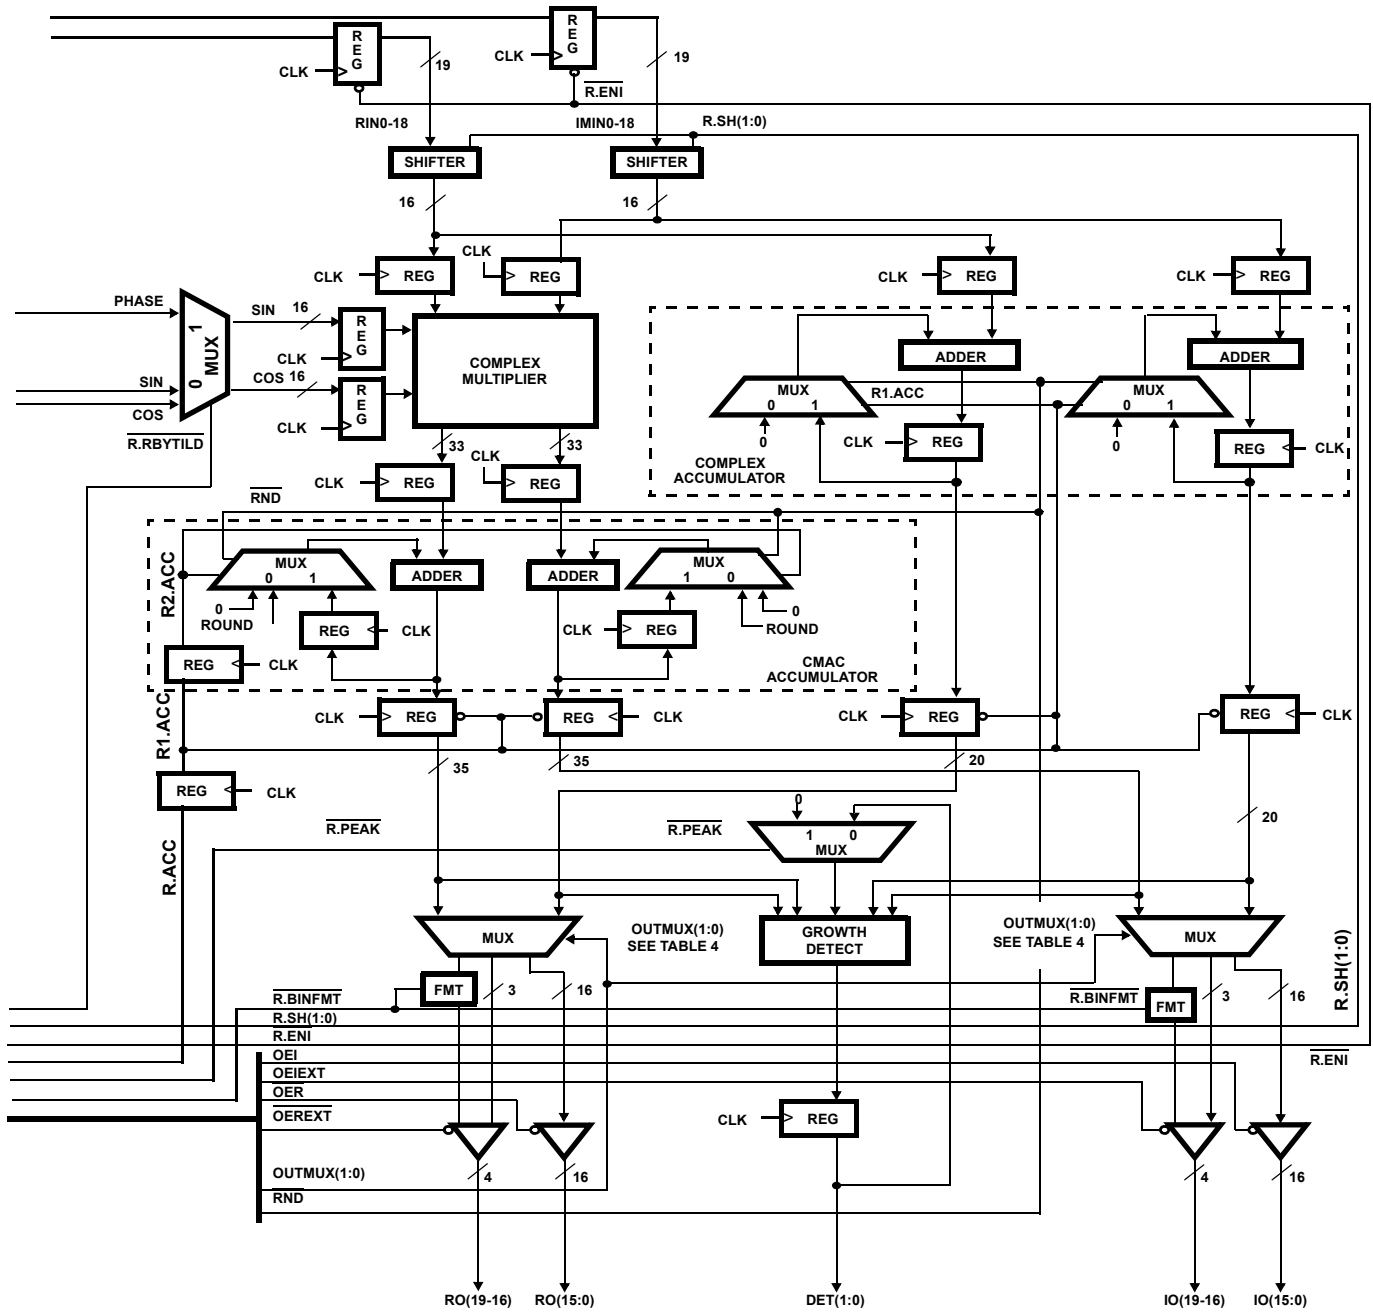 R
E
G
CLK
19
R
E
G
CLK
19
R.ENI
RIN0-18
IMIN0-18
R.SH(1:0)
SHIFTER
SHIFTER
16
16
CLK
REG
CLK
REG
CLK
REG
CLK
REG
PHASE
SIN
COS
MUX
1
0
R.RBYTILD
SIN
16
COS
16
R
E
G
CLK
R
E
G
CLK
COMPLEX
MULTIPLIER
33
33
ADDER
ADDER
MUX
0
1
0
R1.ACC
MUX
0
1
0
CLK
REG
REG
CLK
COMPLEX
ACCUMULATOR
CLK
REG
CLK
REG
RND
R2.ACC
MUX
0
1
ADDER
ADDER
MUX
1
0
0
ROUND
REG
CLK
CLK
REG
0
ROUND
REG
CLK
CMAC
ACCUMULATOR
R1.ACC
CLK
REG
REG
CLK
CLK
REG
REG
CLK
35
35
20
20
REG
CLK
R.ACC
R.PEAK
R.PEAK
0
1
0
MUX
MUX
OUTMUX(1:0)
SEE TABLE 4
GROWTH
DETECT
OUTMUX(1:0)
SEE TABLE 4
MUX
R.SH(1:0)
FMT
3
16
R.BINFMT
FMT
3
16
R.BINFMT
R.SH(1:0)
R.ENI
OEI
OEIEXT
OER
OEREXT
R.ENI
CLK
REG
OUTMUX(1:0)
RND
4
16
4
16
RO(19-16)
RO(15:0)
DET(1:0)
IO(19-16)
IO(15:0)